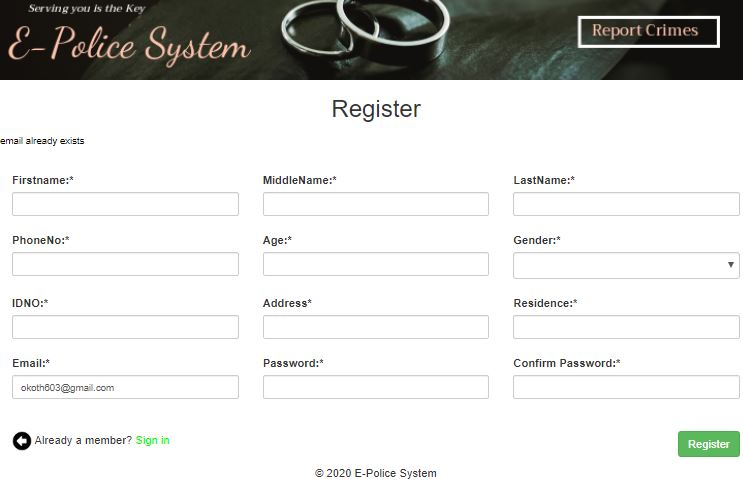 Serving you is the Key
E-Police System
Report Crimes
Register
email already exists
Firstname:* MiddleName:* LastName:*
PhoneNo:* Age:* Gender:*
IDNO:* Address* Residence:*
Email:* Password:* Confirm Password:*
okoth603@gmail.com
Already a member? Sign in
Register
© 2020 E-Police System